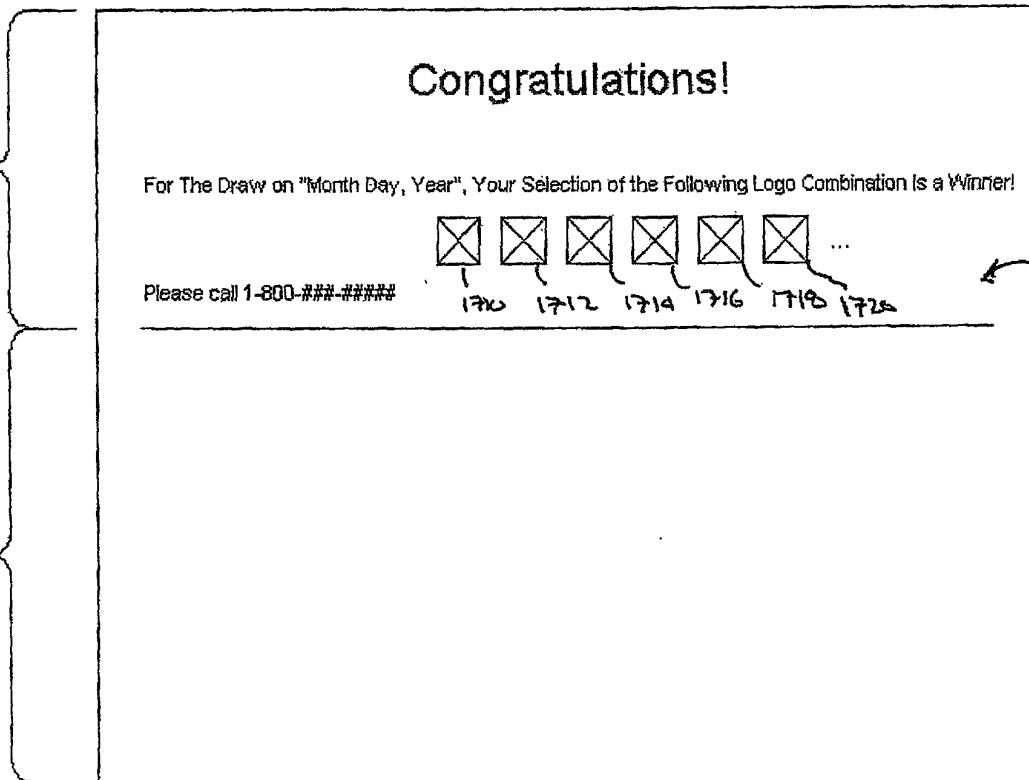 Congratulations!
For The Draw on "Month Day, Year", Your Selection of the Following Logo Combination Is a Winner!
...
Please call 1-800-###-#####
1710 1712 1714 1716 1718 1720